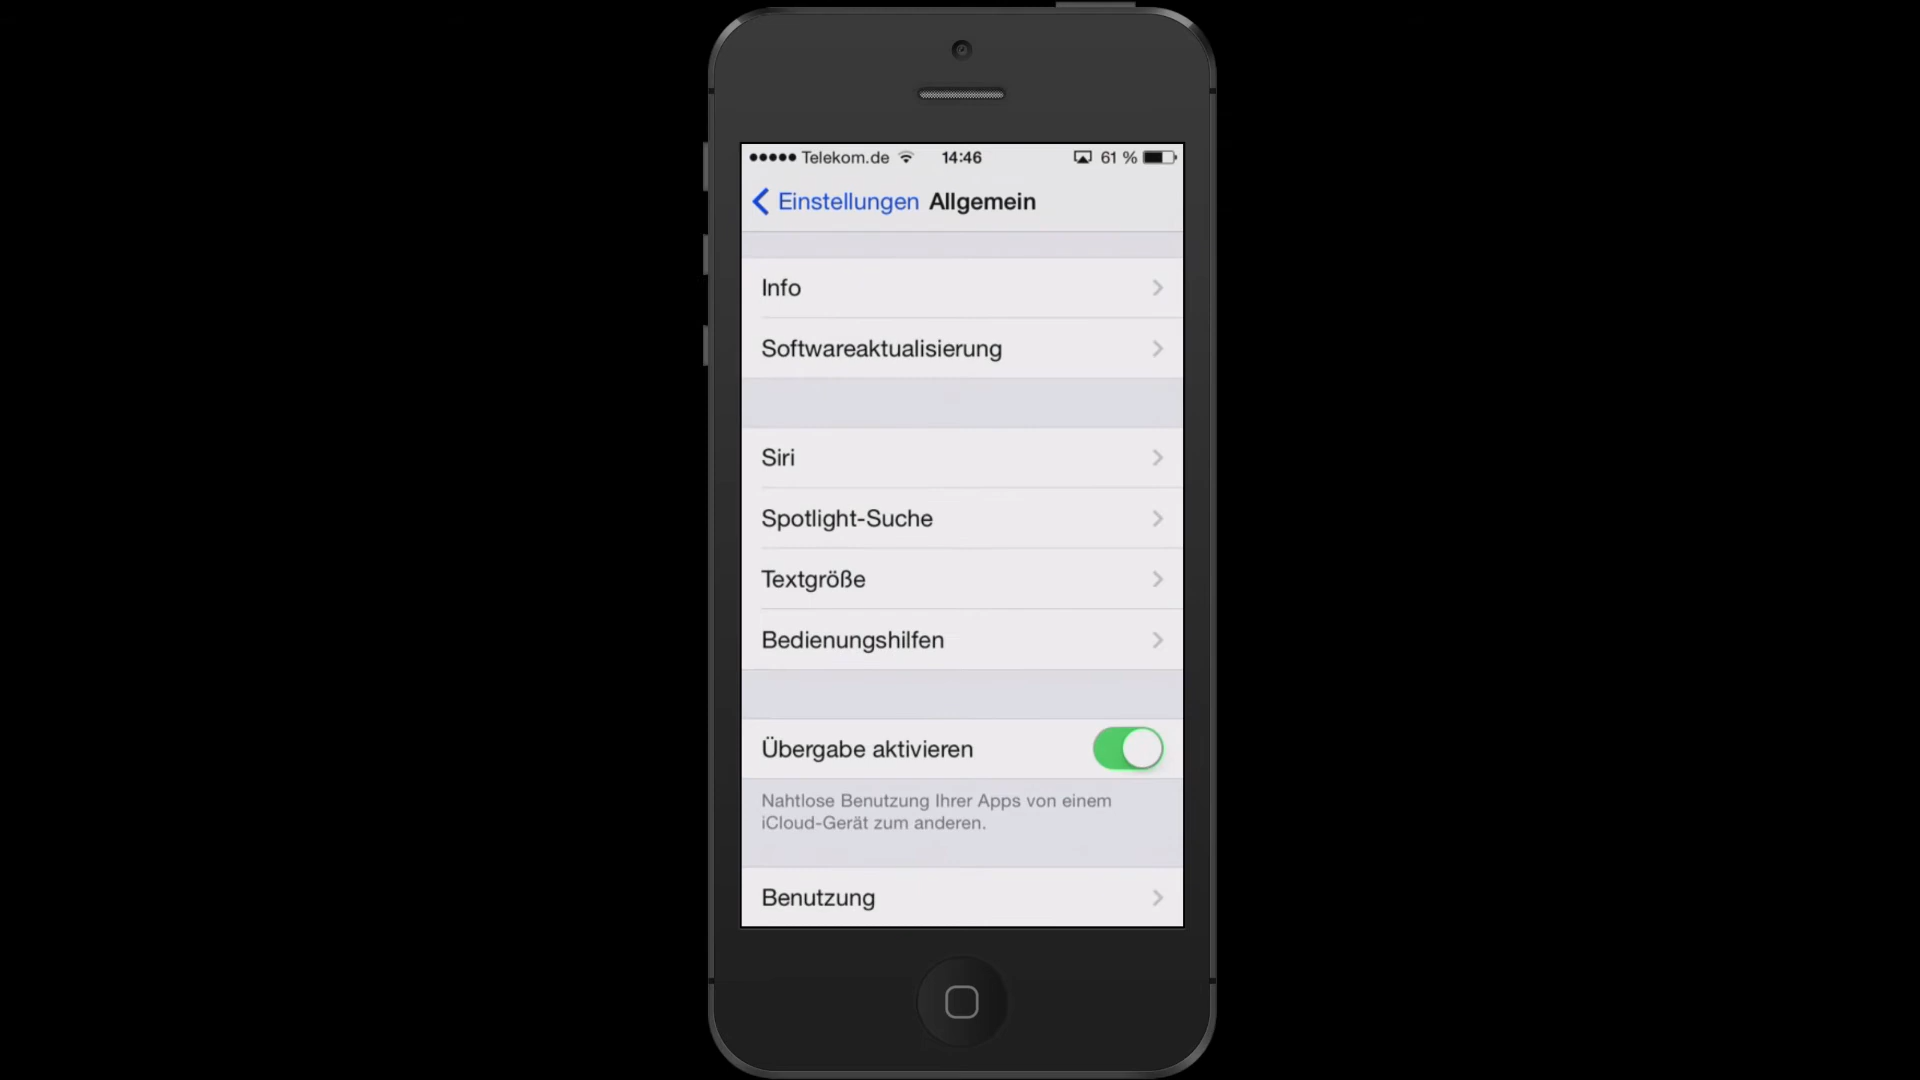 Telekom.de 14:46 61 %
Einstellungen Allgemein
Info
Softwareaktualisierung
Siri
Spotlight-Suche
Textgröße
Bedienungshilfen
Übergabe aktivieren
Nahtlose Benutzung Ihrer Apps von einem
iCloud-Gerät zum anderen.
Benutzung